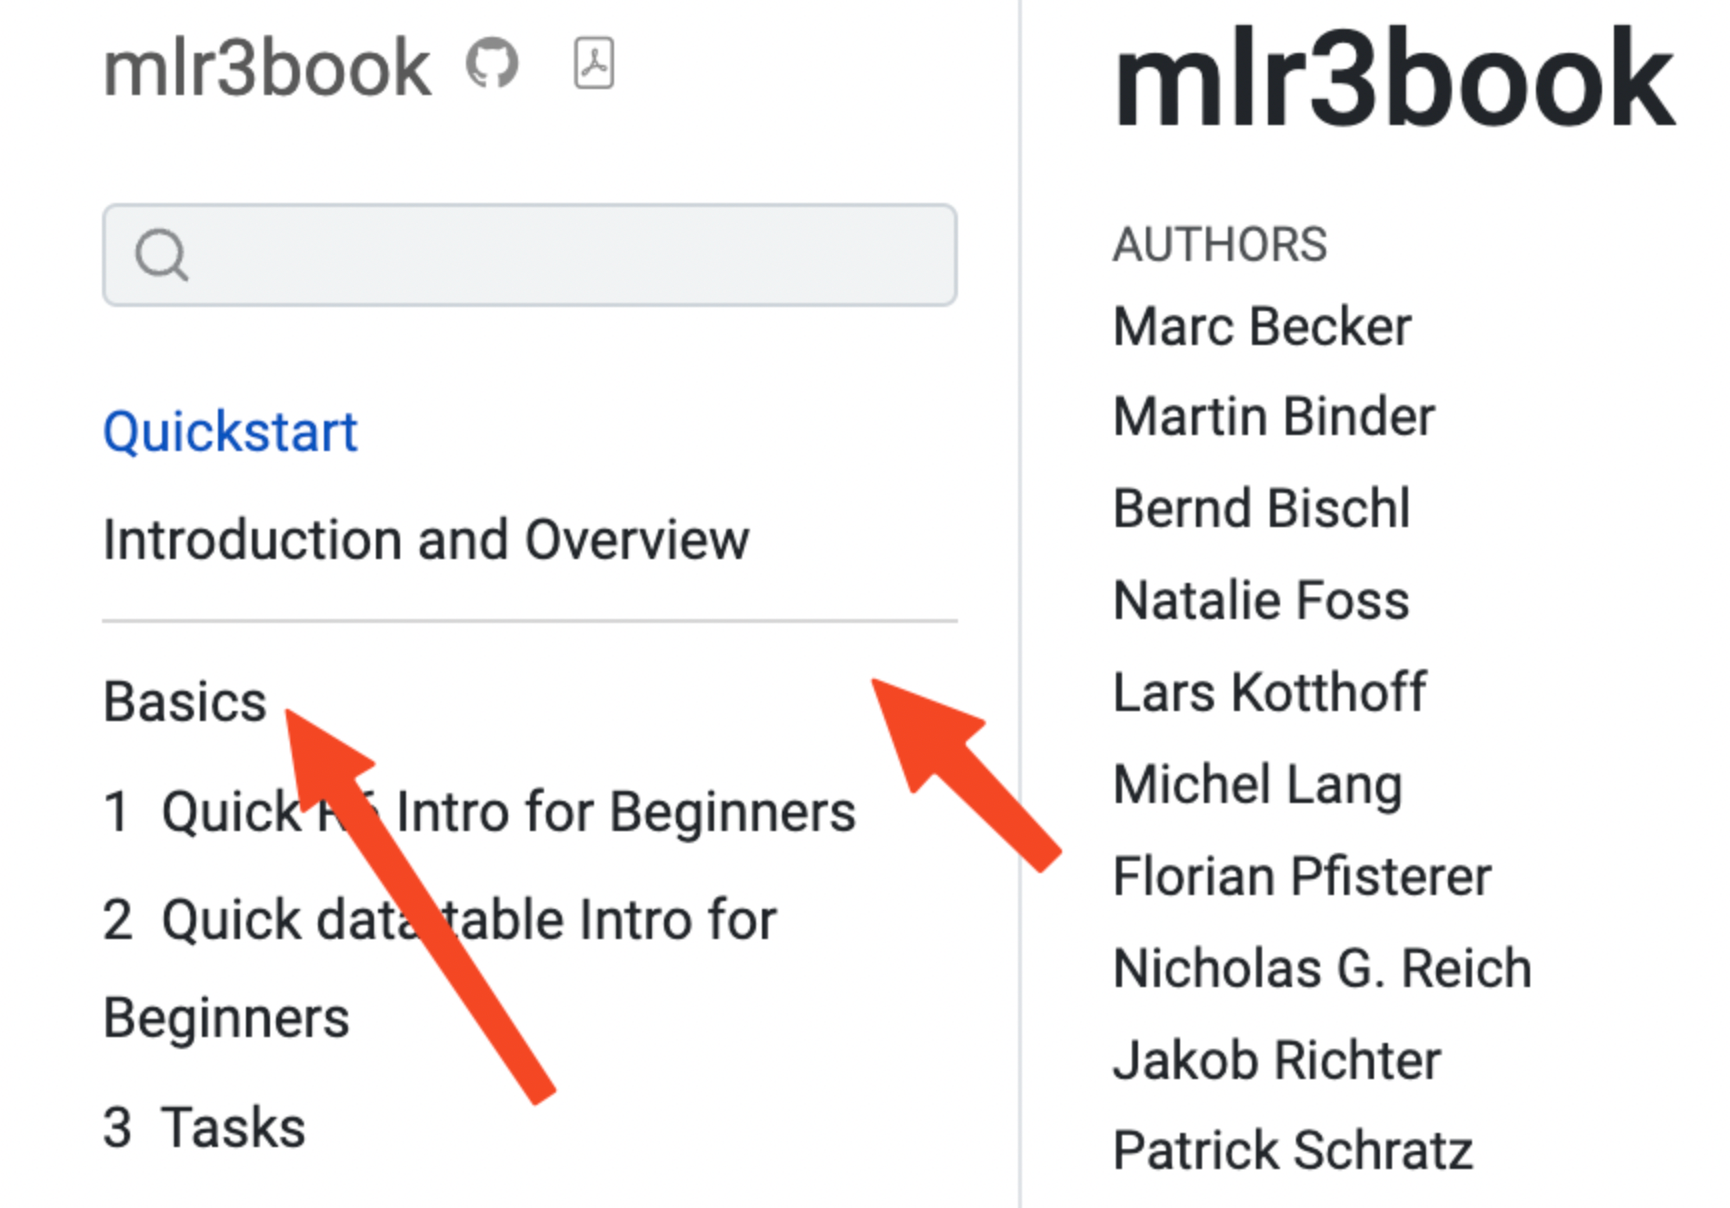 mlr3book
Quickstart
Introduction and Overview
Basics
1 Quick Intro for Beginners
2 Quick data table Intro for
Beginners
3 Tasks
mlr3book
AUTHORS
Marc Becker
Martin Binder
Bernd Bischl
Natalie Foss
Lars Kotthoff
Michel Lang
Florian Pfisterer
Nicholas G. Reich
Jakob Richter
Patrick Schratz